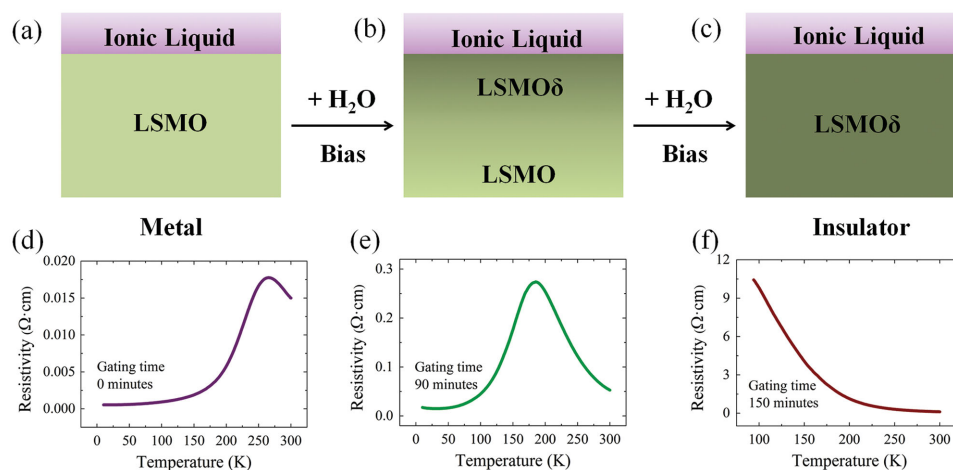 (a)
Ionic Liquid
LSMO
+ H₂O
Bias
(b)
Ionic Liquid
LSMOδ
LSMO
+ H₂O
Bias
(c)
Ionic Liquid
LSMOδ
Metal
Insulator
(d)
Resistivity (Ω·cm)
0.020
0.015
0.010
0.005
0.000
Gating time
0 minutes
0 50 100 150 200 250 300
Temperature (K)
(e)
Resistivity (Ω·cm)
0.3
0.2
0.1
0.0
Gating time
90 minutes
0 50 100 150 200 250 300
Temperature (K)
(f)
Resistivity (Ω·cm)
12
9
6
3
0
Gating time
150 minutes
100 150 200 250 300
Temperature (K)